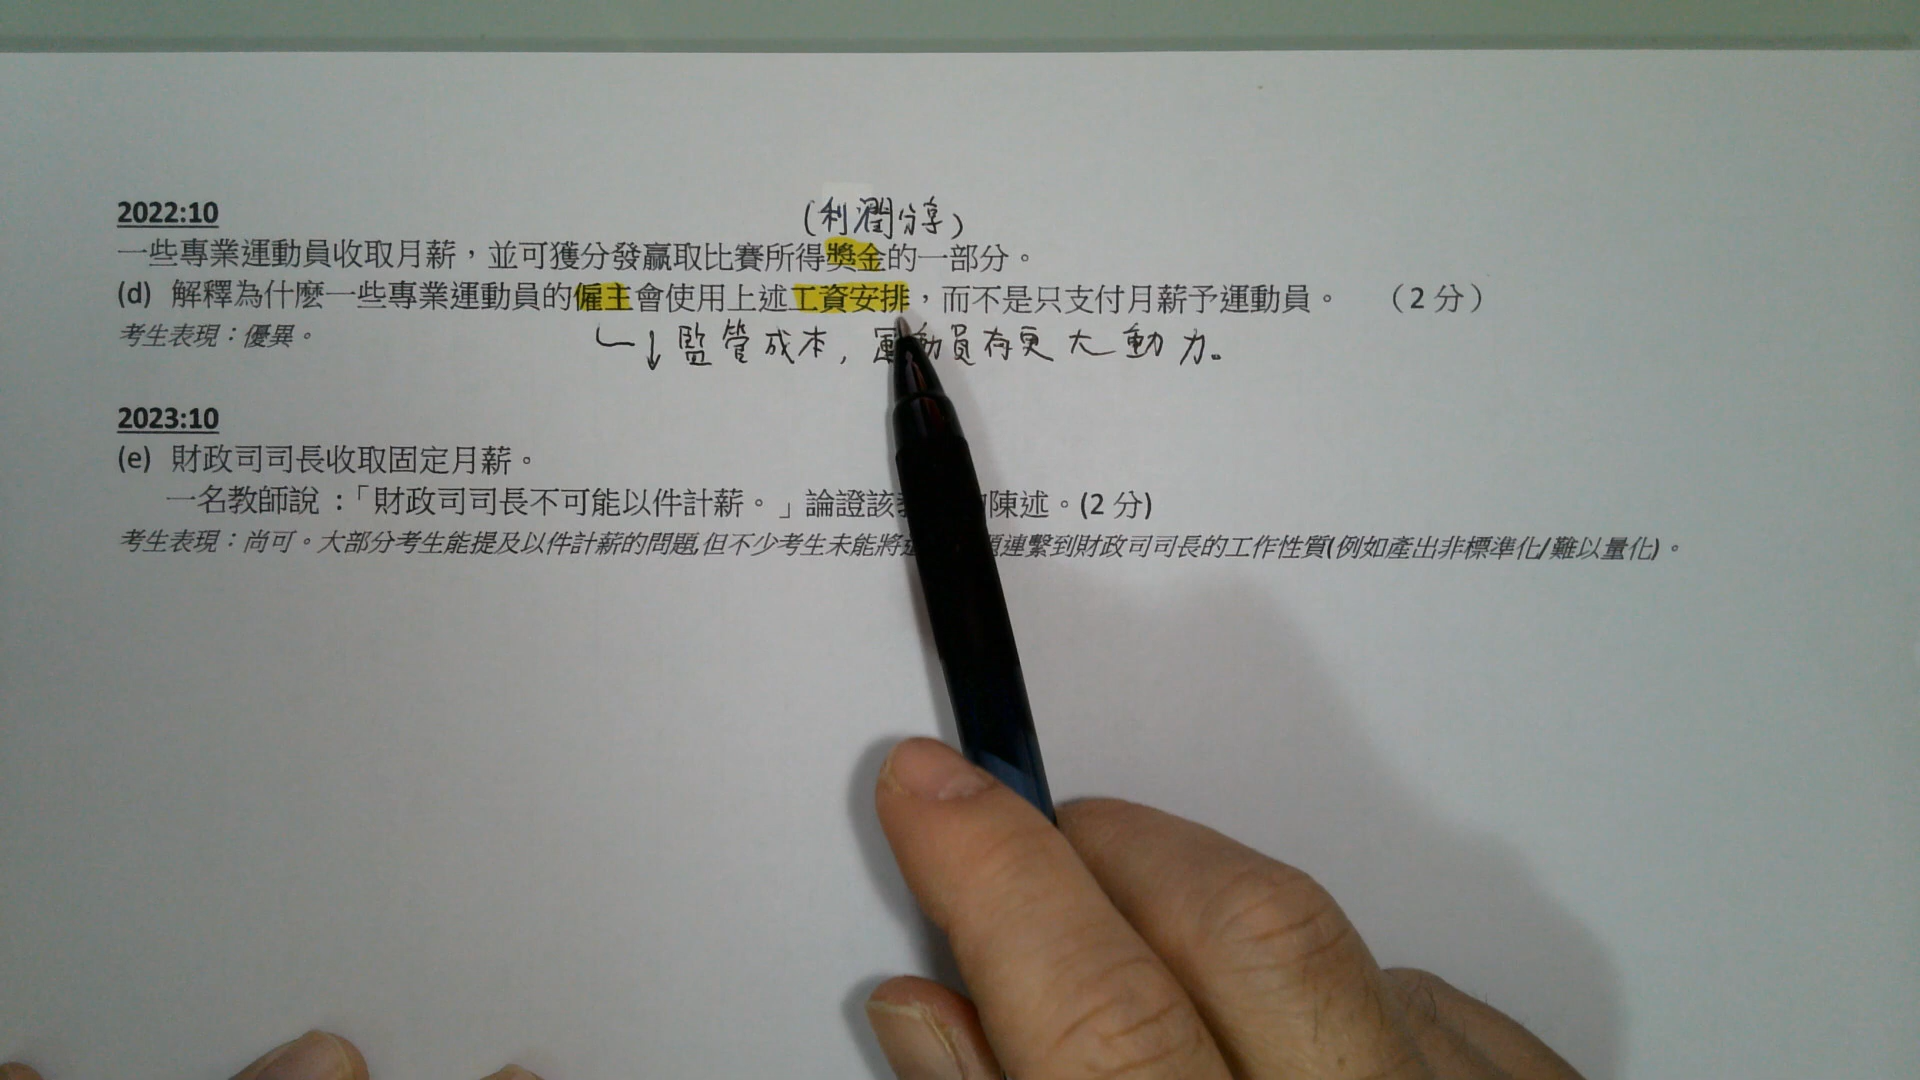 2022:10
(利潤分享)
一些專業運動員收取月薪，並可獲分發贏取比賽所得獎金的一部分。
(d) 解釋為什麼一些專業運動員的僱主會使用上述工資安排，而不是只支付月薪予運動員。 （2 分）
考生表現：優異。
↓監管成本, 運動員有更大動力。
2023:10
(e) 財政司司長收取固定月薪。
一名教師說：「財政司司長不可能以件計薪。」論證該 陳述。(2 分)
考生表現：尚可。大部分考生能提及以件計薪的問題,但不少考生未能將 連繫到財政司司長的工作性質(例如產出非標準化/難以量化)。